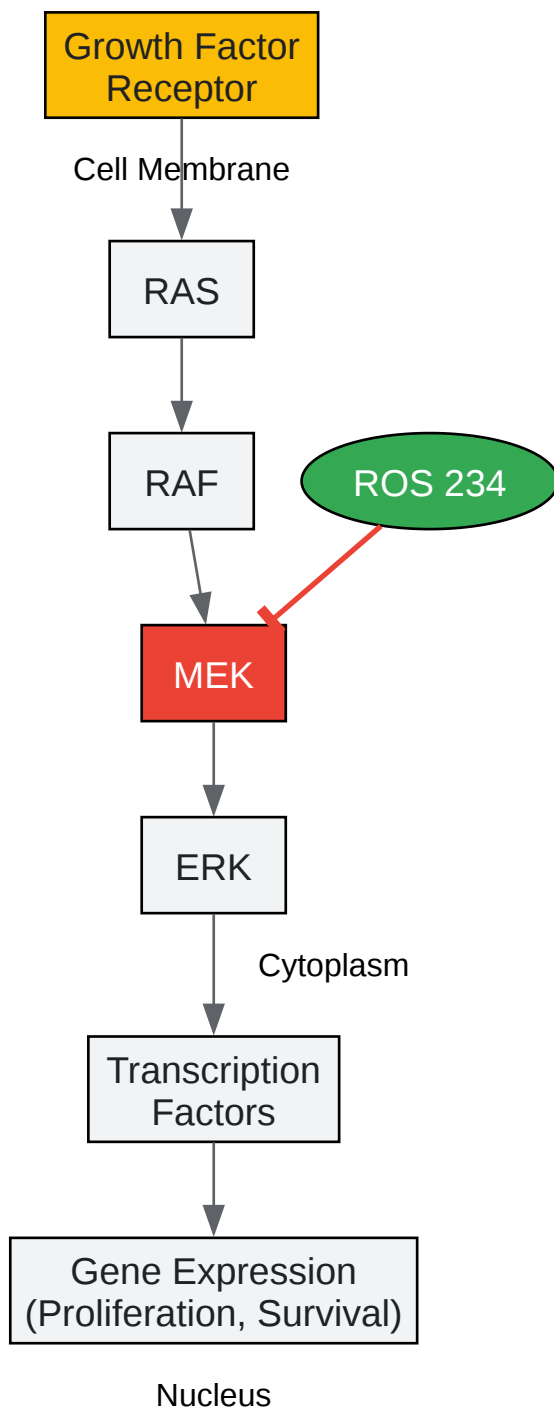 Growth Factor
Receptor
Cell Membrane
RAS
RAF
ROS 234
MEK
ERK
Cytoplasm
Transcription
Factors
Gene Expression
(Proliferation, Survival)
Nucleus